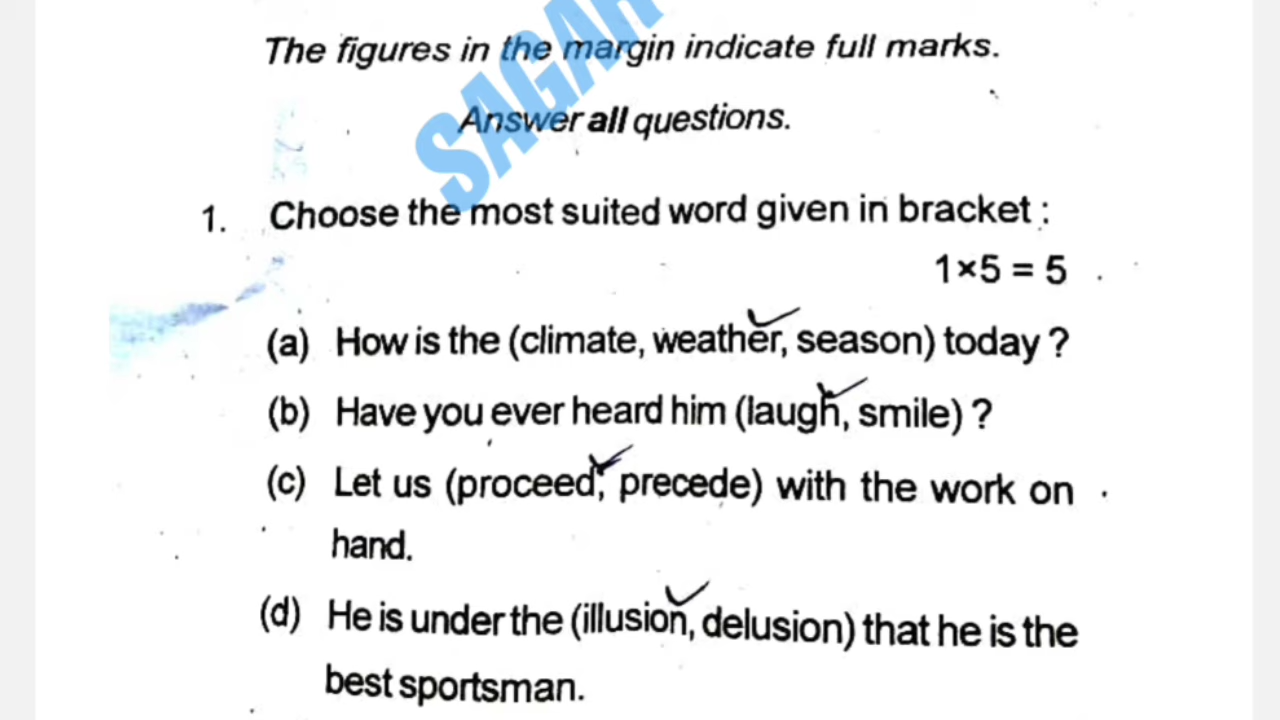 The figures in the margin indicate full marks.
Answer all questions.
SAGAR
1. Choose the most suited word given in bracket :
1×5 = 5
(a) How is the (climate, weather, season) today ?
(b) Have you ever heard him (laugh, smile) ?
(c) Let us (proceed, precede) with the work on
hand.
(d) He is under the (illusion, delusion) that he is the
best sportsman.